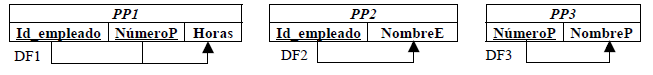 PP1
Id_empleado NúmeroP Horas
DF1
PP2
Id_empleado NombreE
DF2
PP3
NúmeroP NombreP
DF3